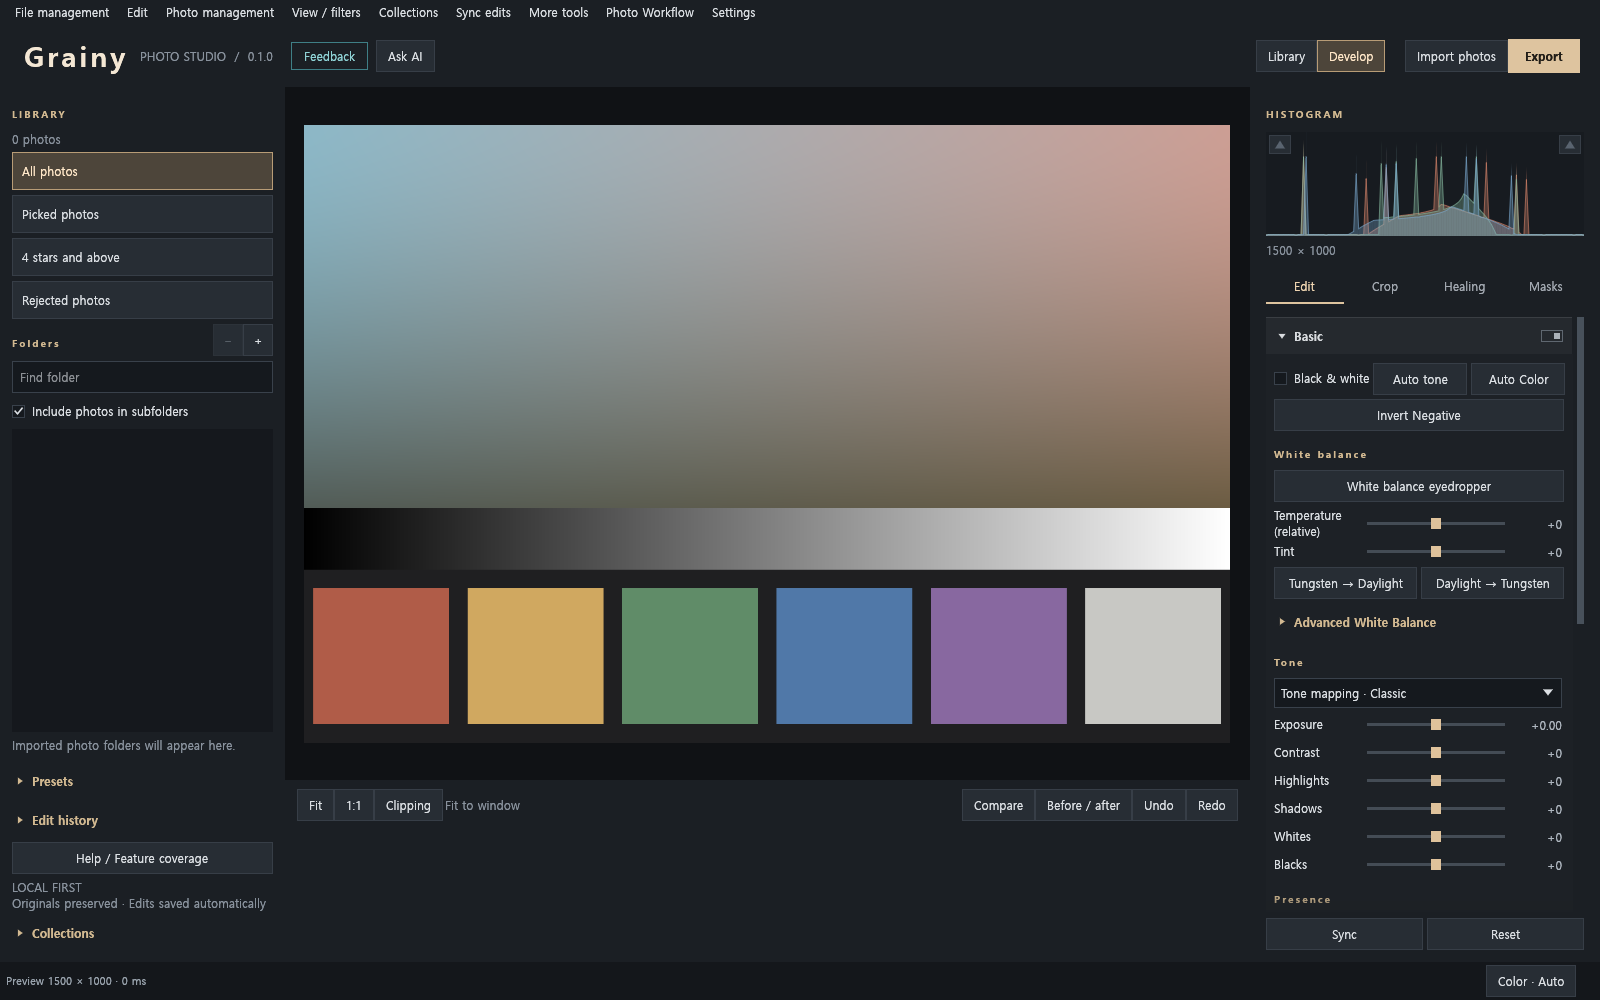 File management Edit Photo management View / filters Collections Sync edits More tools Photo Workflow Settings
Grainy PHOTO STUDIO / 0.1.0 Feedback Ask AI Library Develop Import photos Export
LIBRARY
0 photos
All photos
Picked photos
4 stars and above
Rejected photos
Folders − +
Find folder
Include photos in subfolders
Imported photo folders will appear here.
Presets
Edit history
Help / Feature coverage
LOCAL FIRST
Originals preserved · Edits saved automatically
Collections
Fit 1:1 Clipping Fit to window Compare Before / after Undo Redo
HISTOGRAM
1500 × 1000
Edit Crop Healing Masks
Basic
Black & white Auto tone Auto Color
Invert Negative
White balance
White balance eyedropper
Temperature
(relative) +0
Tint +0
Tungsten → Daylight Daylight → Tungsten
Advanced White Balance
Tone
Tone mapping · Classic
Exposure +0.00
Contrast +0
Highlights +0
Shadows +0
Whites +0
Blacks +0
Presence
Sync Reset
Preview 1500 × 1000 · 0 ms Color · Auto